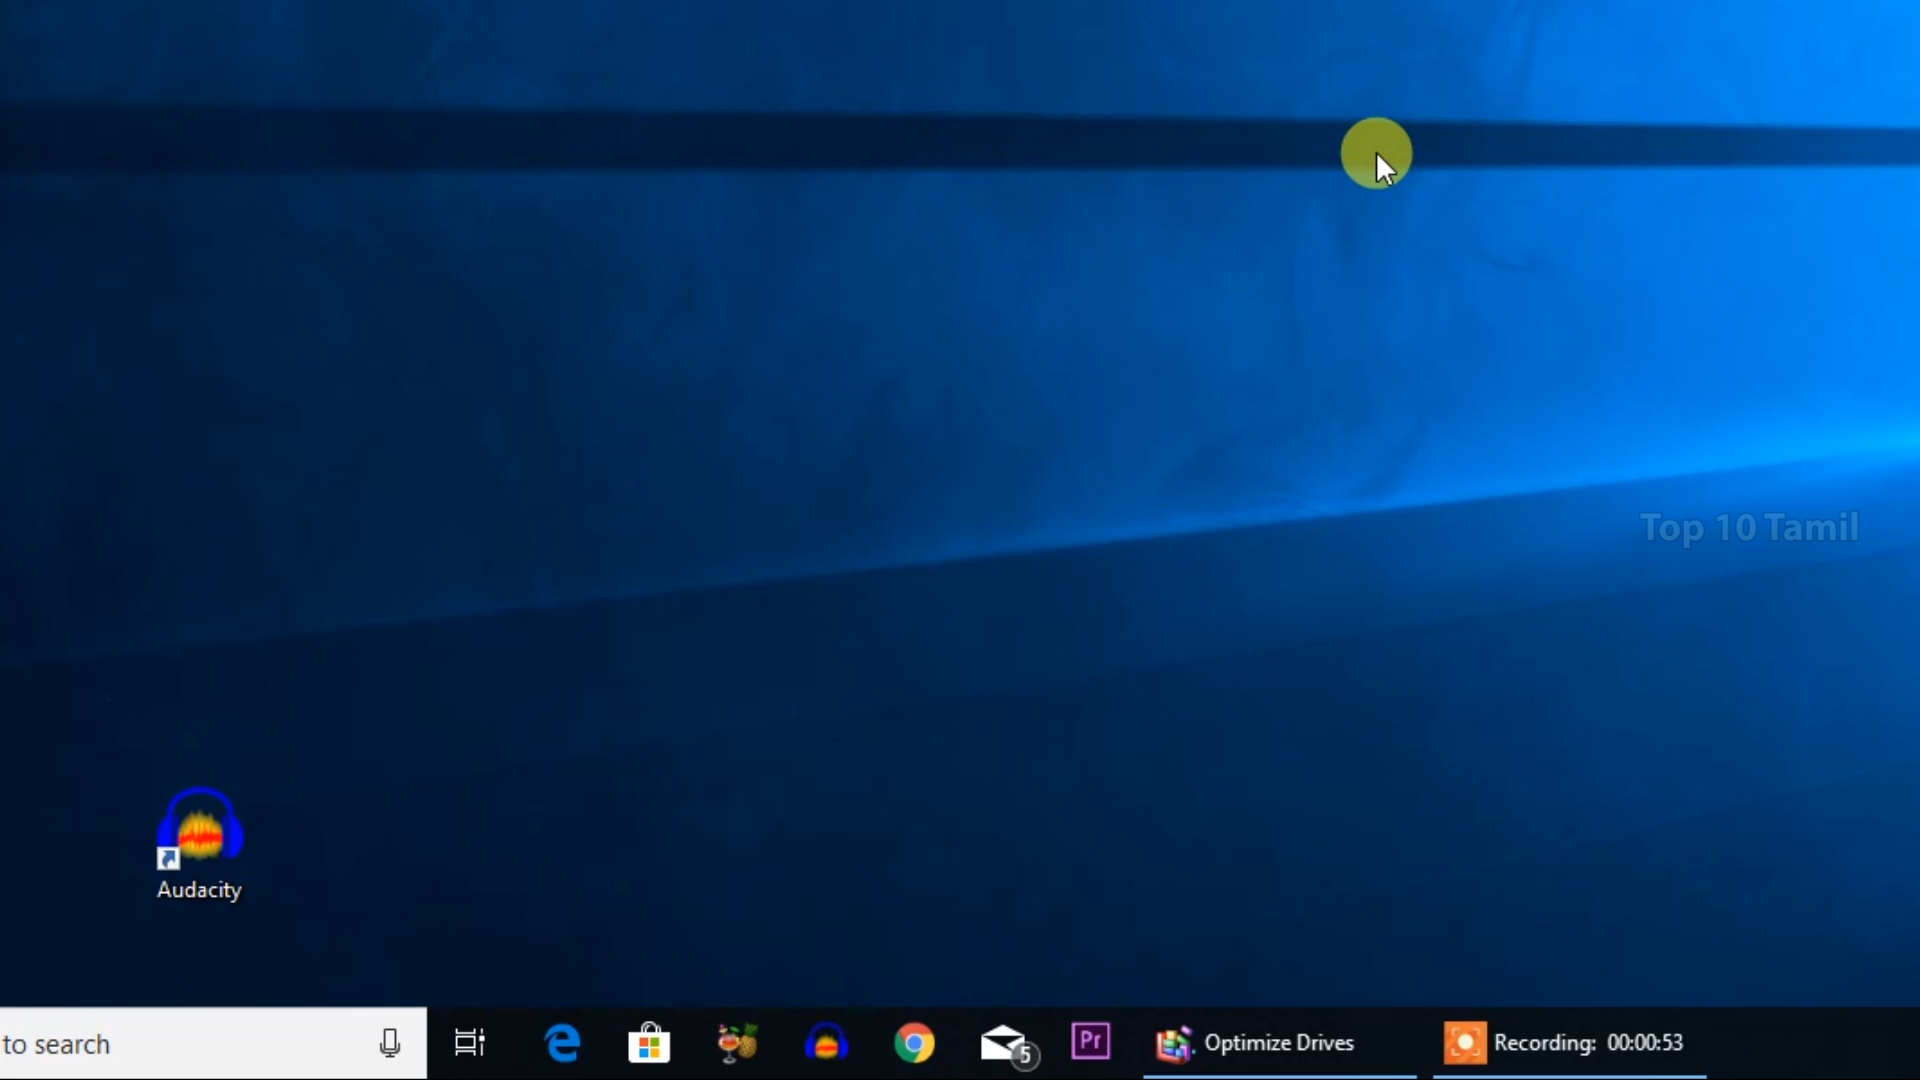 Top 10 Tamil
Audacity
to search
5
Pr
Optimize Drives
Recording: 00:00:53